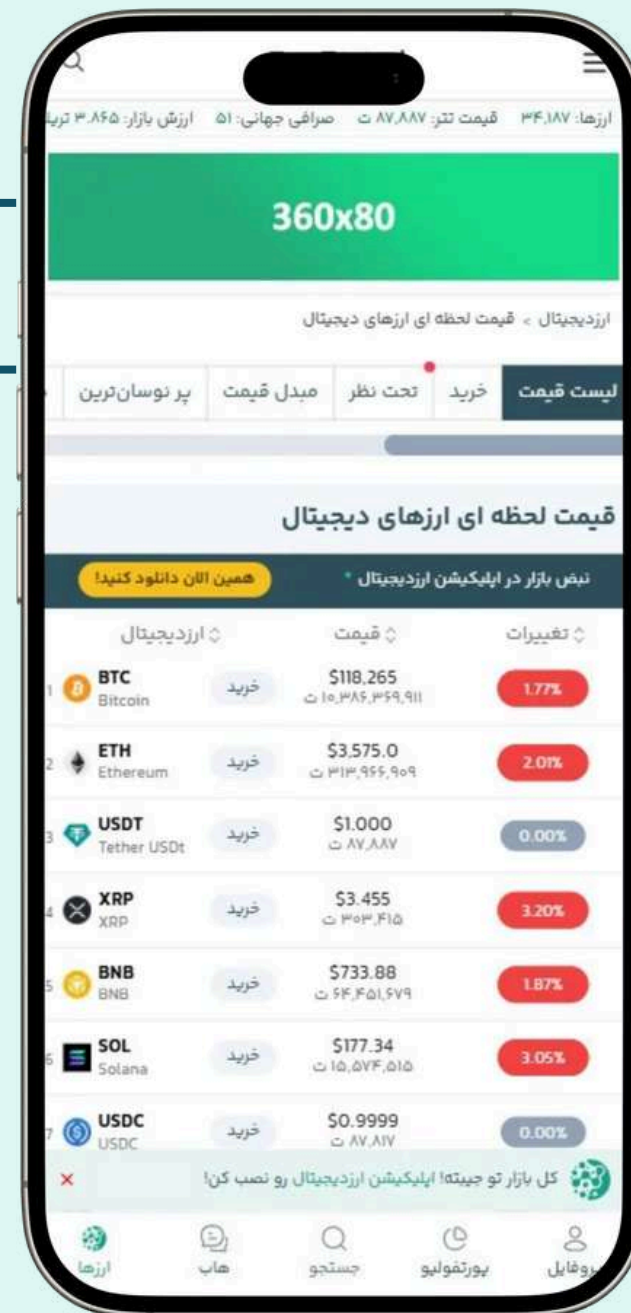 ارزها: ۳۴,۱۸۷ قیمت تتر: ۸۷,۸۸۷ ت صرافی جهانی: ۵۱ ارزش بازار: ۳.۸۶۵
360x80
ارزدیجیتال > قیمت لحظه ای ارزهای دیجیتال
لیست قیمت خرید تحت نظر مبدل قیمت پر نوسان‌ترین
قیمت لحظه ای ارزهای دیجیتال
نبض بازار در اپلیکیشن ارزدیجیتال همین الان دانلود کنید!
تغییرات قیمت ارزدیجیتال
1 BTC خرید $118,265 1.77%
Bitcoin ۱۰,۳۸۶,۳۶۹,۹۱۱ ت
2 ETH خرید $3,575.0 2.01%
Ethereum ۳۱۳,۹۶۶,۹۰۹ ت
3 USDT خرید $1.000 0.00%
Tether USDt ۸۷,۸۸۷ ت
4 XRP خرید $3.455 3.20%
XRP ۳۰۳,۴۱۵ ت
5 BNB خرید $733.88 1.87%
BNB ۶۴,۴۵۱,۶۷۹ ت
6 SOL خرید $177.34 3.05%
Solana ۱۵,۵۷۴,۵۱۵ ت
7 USDC خرید $0.9999 0.00%
USDC ۸۷,۸۱۷ ت
کل بازار تو جیبته! اپلیکیشن ارزدیجیتال رو نصب کن!
پروفایل پورتفولیو جستجو هاب ارزها